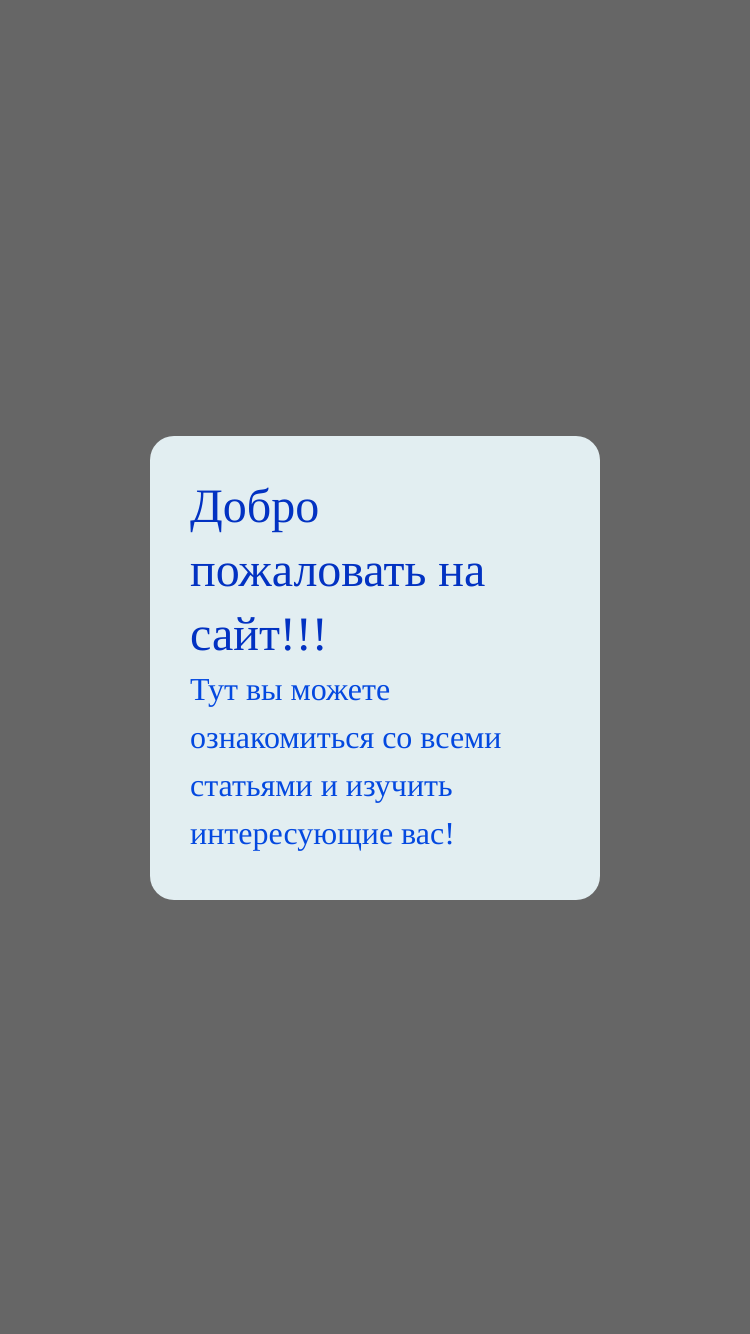 Добро
пожаловать на
сайт!!!
Тут вы можете
ознакомиться со всеми
статьями и изучить
интересующие вас!